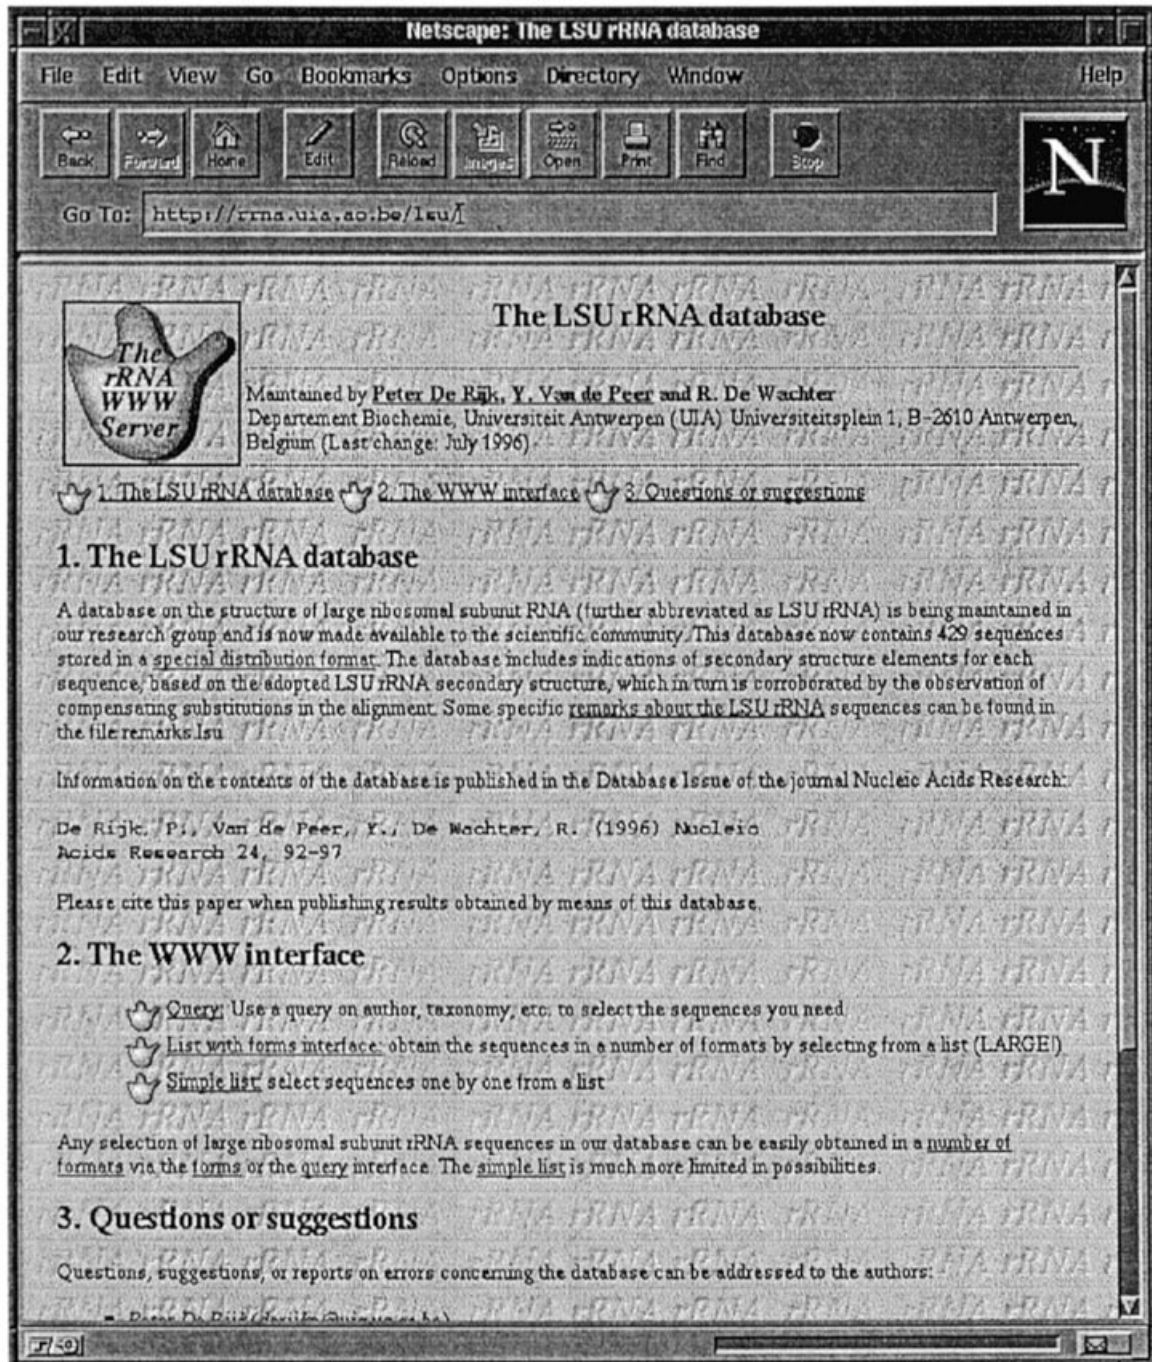 Netscape: The LSU rRNA database
File Edit View Go Bookmarks Options Directory Window Help
Back Forward Home Edit Reload Images Open Print Find Stop
N
Go To: http://rrna.uia.ac.be/lsu/
The LSU rRNA database
The
rRNA
WWW
Server
Maintained by Peter De Rijk, Y. Van de Peer and R. De Wachter
Departement Biochemie, Universiteit Antwerpen (UIA) Universiteitsplein 1, B-2610 Antwerpen,
Belgium (Last change: July 1996)
1. The LSU rRNA database 2. The WWW interface 3. Questions or suggestions
1. The LSU rRNA database
A database on the structure of large ribosomal subunit RNA (further abbreviated as LSU rRNA) is being maintained in
our research group and is now made available to the scientific community. This database now contains 429 sequences
stored in a special distribution format. The database includes indications of secondary structure elements for each
sequence, based on the adopted LSU rRNA secondary structure, which in turn is corroborated by the observation of
compensating substitutions in the alignment. Some specific remarks about the LSU rRNA sequences can be found in
the file remarks.lsu
Information on the contents of the database is published in the Database Issue of the journal Nucleic Acids Research:
De Rijk, P., Van de Peer, Y., De Wachter, R. (1996) Nucleic
Acids Research 24, 92-97
Please cite this paper when publishing results obtained by means of this database.
2. The WWW interface
Query: Use a query on author, taxonomy, etc. to select the sequences you need
List with forms interface: obtain the sequences in a number of formats by selecting from a list (LARGE!)
Simple list: select sequences one by one from a list
Any selection of large ribosomal subunit rRNA sequences in our database can be easily obtained in a number of
formats via the forms or the query interface. The simple list is much more limited in possibilities.
3. Questions or suggestions
Questions, suggestions, or reports on errors concerning the database can be addressed to the authors:
Peter De Rijk